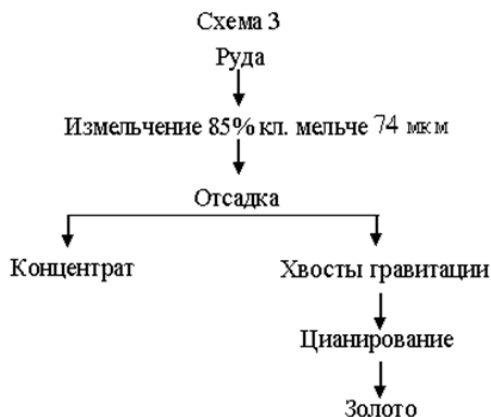 Схема 3
Руда
Измельчение 85% кл. мельче 74 мкм
Отсадка
Концентрат
Хвосты гравитации
Цианирование
Золото